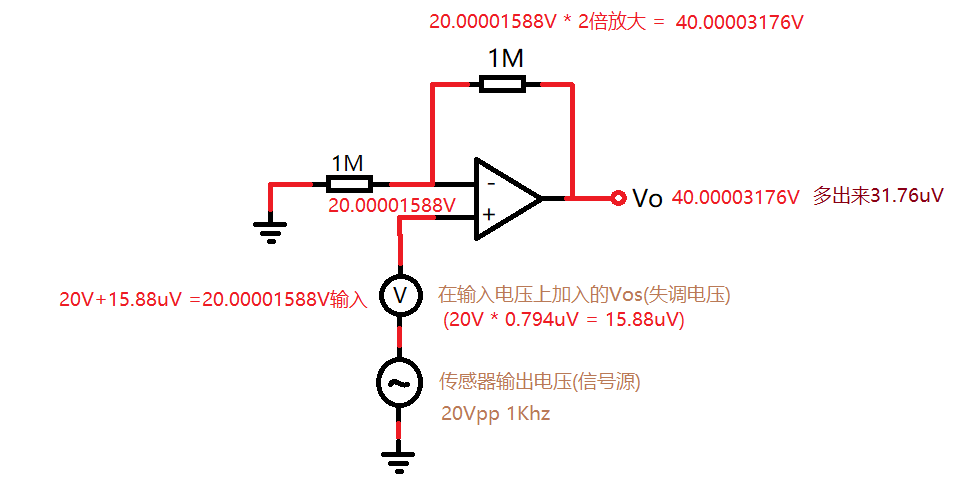 20.00001588V * 2倍放大 = 40.00003176V
1M
1M
-
20.00001588V
+
Vo
40.00003176V
多出来31.76uV
20V+15.88uV =20.00001588V输入
V
在输入电压上加入的Vos(失调电压)
(20V * 0.794uV = 15.88uV)
传感器输出电压(信号源)
20Vpp 1Khz